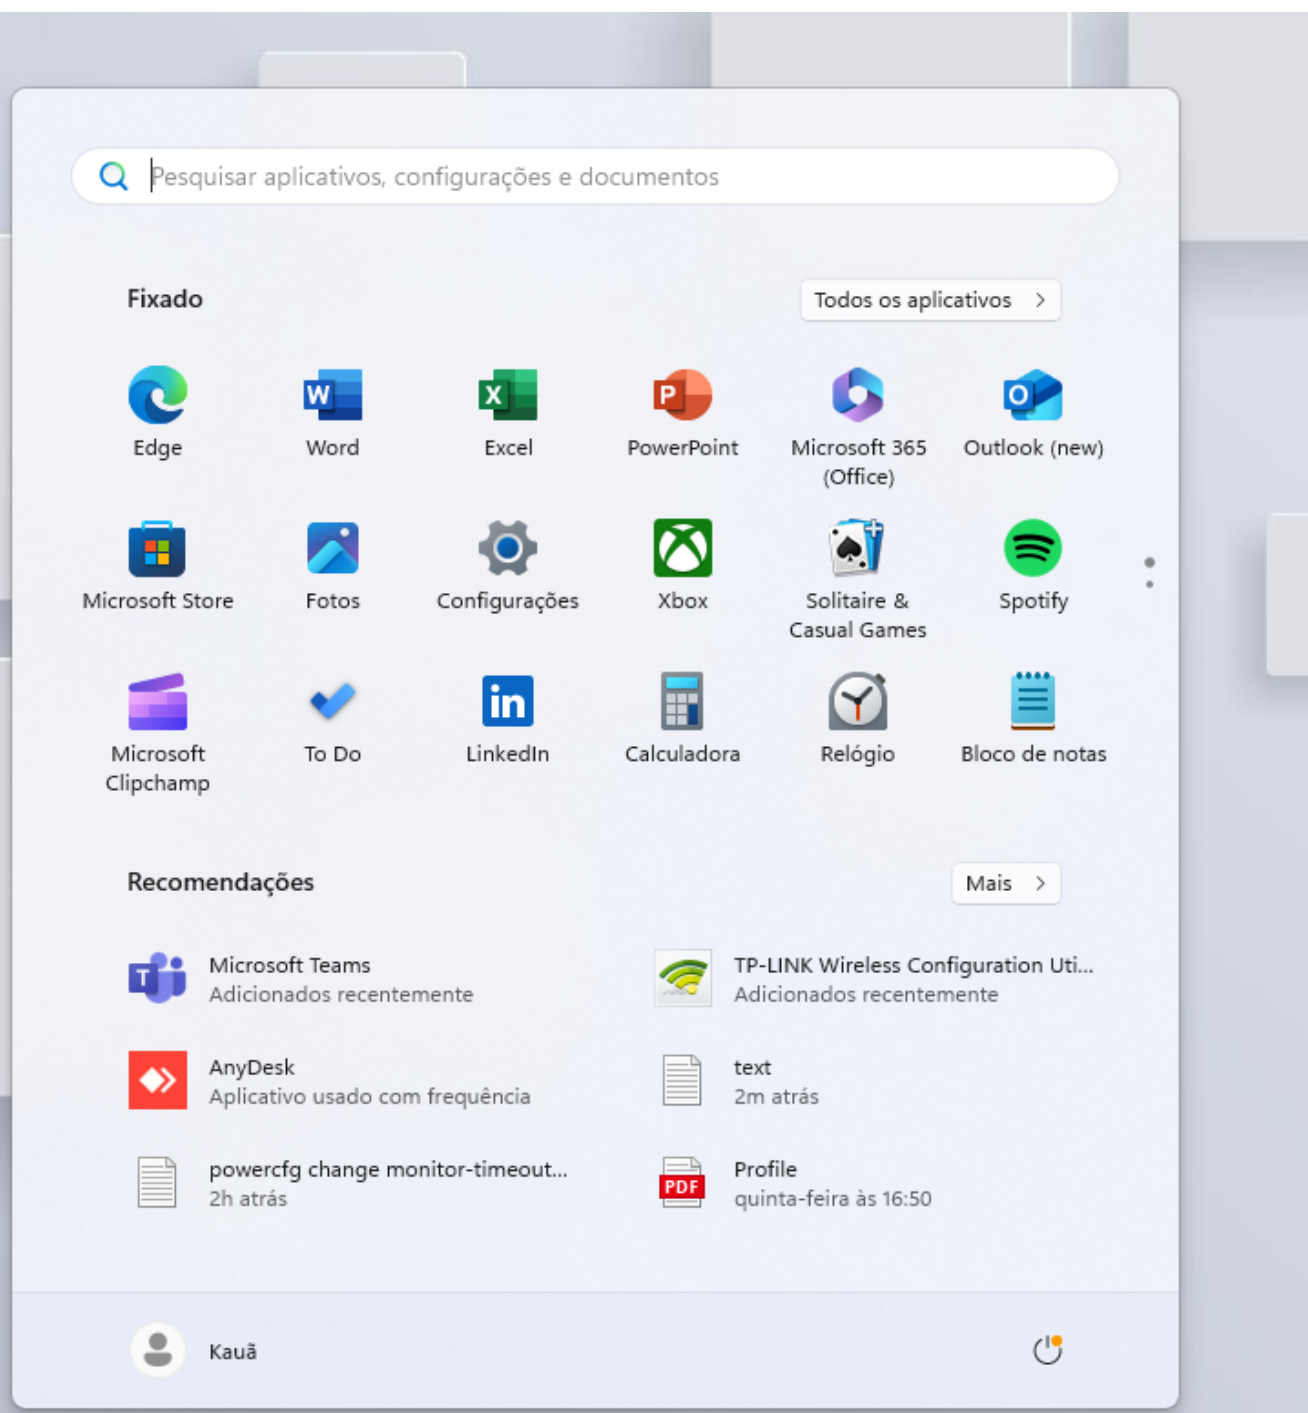 Pesquisar aplicativos, configurações e documentos
Fixado
Todos os aplicativos
Edge
Word
Excel
PowerPoint
Microsoft 365
(Office)
Outlook (new)
Microsoft Store
Fotos
Configurações
Xbox
Solitaire &
Casual Games
Spotify
Microsoft
Clipchamp
To Do
LinkedIn
Calculadora
Relógio
Bloco de notas
Recomendações
Mais
Microsoft Teams
Adicionados recentemente
TP-LINK Wireless Configuration Uti...
Adicionados recentemente
AnyDesk
Aplicativo usado com frequência
text
2m atrás
powercfg change monitor-timeout...
2h atrás
PDF
Profile
quinta-feira às 16:50
Kauã